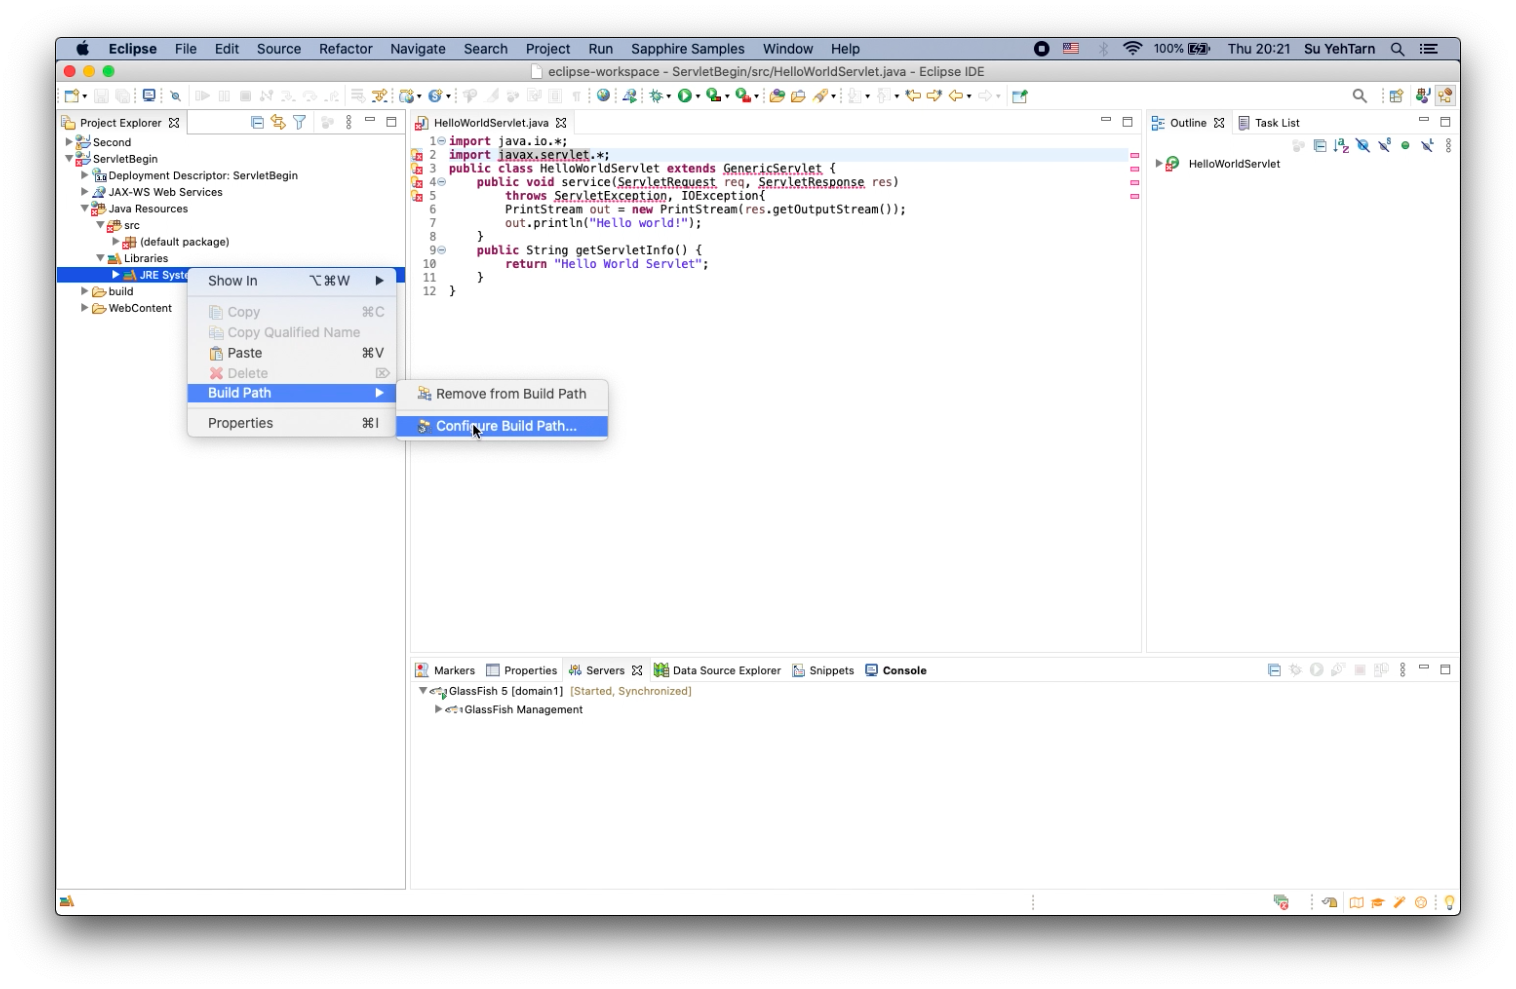 Eclipse File Edit Source Refactor Navigate Search Project Run Sapphire Samples Window Help 100% Thu 20:21 Su YehTarn
eclipse-workspace - ServletBegin/src/HelloWorldServlet.java - Eclipse IDE
Project Explorer
Second
ServletBegin
Deployment Descriptor: ServletBegin
JAX-WS Web Services
Java Resources
src
(default package)
Libraries
JRE Syste
build
WebContent
Show In ⌥⌘W
Copy ⌘C
Copy Qualified Name
Paste ⌘V
Delete ⌦
Build Path
Properties ⌘I
Remove from Build Path
Configure Build Path...
HelloWorldServlet.java
1 import java.io.*;
2 import javax.servlet.*;
3 public class HelloWorldServlet extends GenericServlet {
4 public void service(ServletRequest req, ServletResponse res)
5 throws ServletException, IOException{
6 PrintStream out = new PrintStream(res.getOutputStream());
7 out.println("Hello world!");
8 }
9 public String getServletInfo() {
10 return "Hello World Servlet";
11 }
12 }
Outline Task List
HelloWorldServlet
Markers Properties Servers Data Source Explorer Snippets Console
GlassFish 5 [domain1] [Started, Synchronized]
GlassFish Management